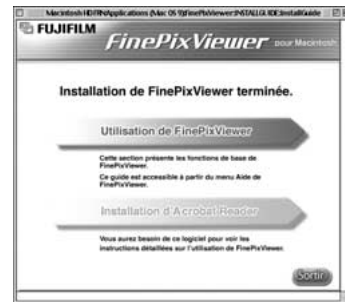 FUJIFILM
FinePixViewer pour Macintosh
Installation de FinePixViewer terminée.
Utilisation de FinePixViewer
Cette section présente les fonctions de base de
FinePixViewer.
Ce guide est accessible à partir du menu Aide de
FinePixViewer.
Installation d'Acrobat Reader
Vous aurez besoin de ce logiciel pour voir les
instructions détaillées sur l'utilisation de FinePixViewer.
Sortir